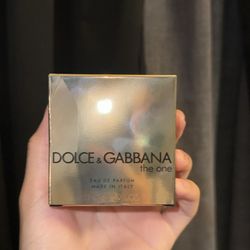 DOLCE & GABBANA
the one
EAU DE PARFUM
MADE IN ITALY